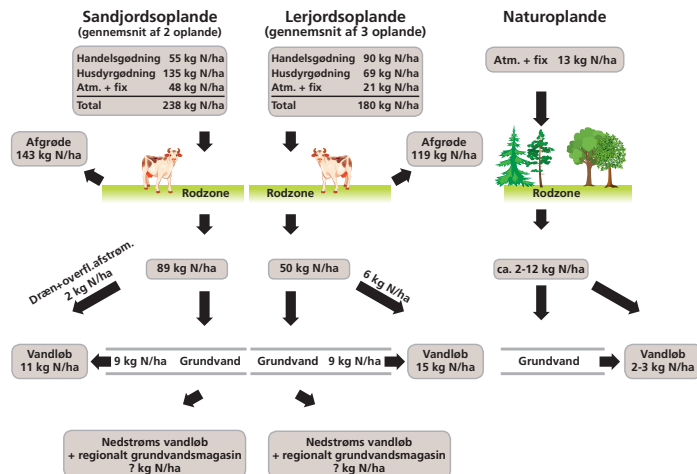 Sandjordsoplande
(gennemsnit af 2 oplande)
Handelsgødning 55 kg N/ha
Husdyrgødning 135 kg N/ha
Atm. + fix 48 kg N/ha
Total 238 kg N/ha
Afgrøde
143 kg N/ha
Rodzone
89 kg N/ha
Dræn+overfl.afstrøm.
2 kg N/ha
Vandløb
11 kg N/ha
9 kg N/ha Grundvand
Nedstrøms vandløb
+ regionalt grundvandsmagasin
? kg N/ha
Lerjordsoplande
(gennemsnit af 3 oplande)
Handelsgødning 90 kg N/ha
Husdyrgødning 69 kg N/ha
Atm. + fix 21 kg N/ha
Total 180 kg N/ha
Afgrøde
119 kg N/ha
Rodzone
50 kg N/ha
6 kg N/ha
Grundvand 9 kg N/ha
Vandløb
15 kg N/ha
Nedstrøms vandløb
+ regionalt grundvandsmagasin
? kg N/ha
Naturoplande
Atm. + fix 13 kg N/ha
Rodzone
ca. 2-12 kg N/ha
Grundvand
Vandløb
2-3 kg N/ha